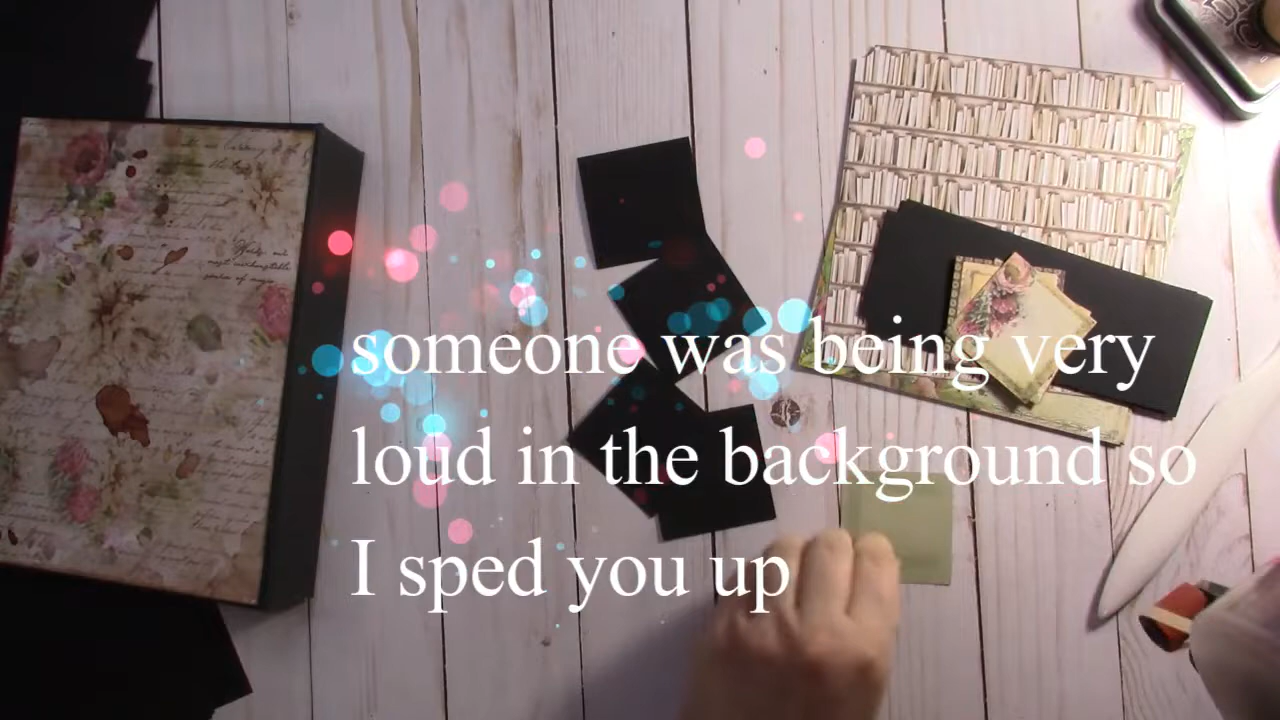 someone was being very
loud in the background so
I sped you up